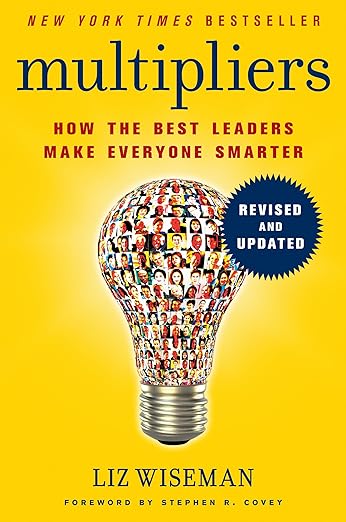 NEW YORK TIMES BESTSELLER
multipliers
HOW THE BEST LEADERS
MAKE EVERYONE SMARTER
REVISED
AND
UPDATED
LIZ WISEMAN
FOREWORD BY STEPHEN R. COVEY